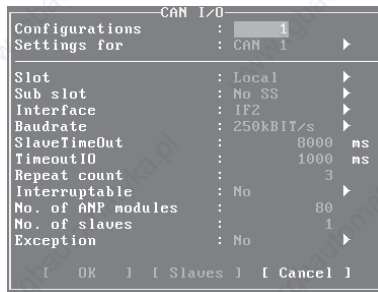 CAN I/O
Configurations : 1
Settings for : CAN 1 ▶
Slot : Local ▶
Sub slot : No SS ▶
Interface : IF2 ▶
Baudrate : 250kBIT/s ▶
SlaveTimeOut : 8000 ms
TimeoutIO : 1000 ms
Repeat count : 3
Interruptable : No ▶
No. of ANP modules : 80
No. of slaves : 1
Exception : No ▶
[ OK ] [ Slaves ] [ Cancel ]